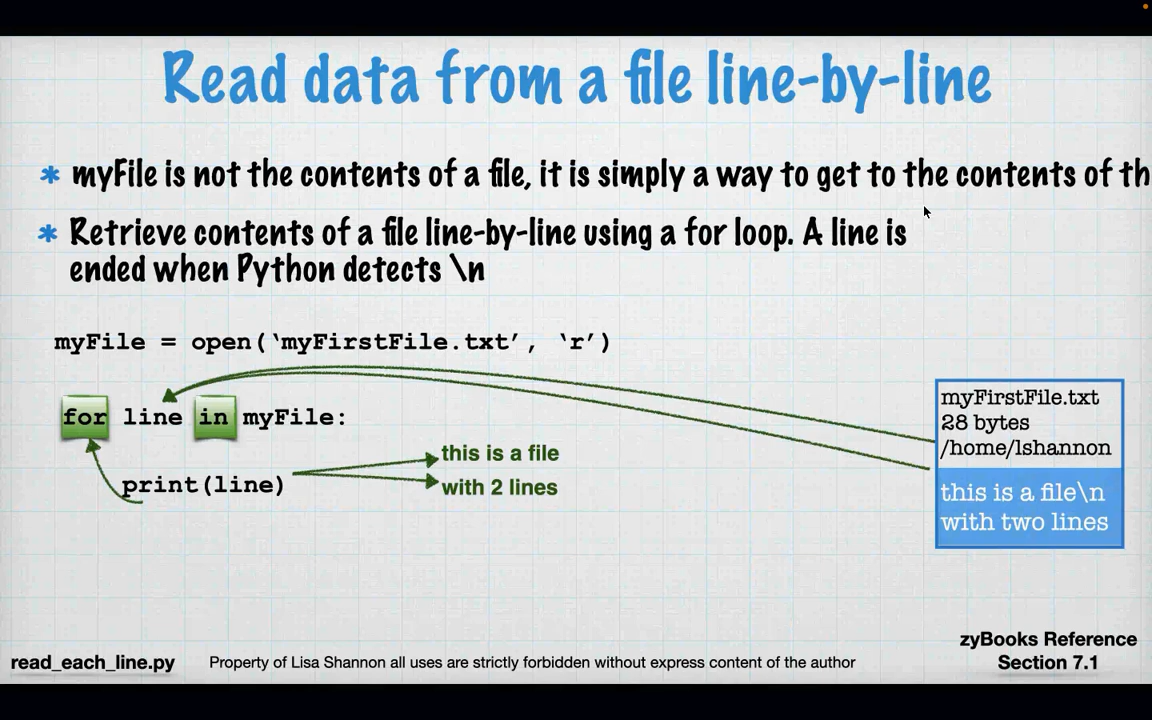 Read data from a file line-by-line
* myFile is not the contents of a file, it is simply a way to get to the contents of th
* Retrieve contents of a file line-by-line using a for loop. A line is
ended when Python detects \n
myFile = open(‘myFirstFile.txt’, ‘r’)
for line in myFile:
print(line)
this is a file
with 2 lines
myFirstFile.txt
28 bytes
/home/lshannon
this is a file\n
with two lines
read_each_line.py
Property of Lisa Shannon all uses are strictly forbidden without express content of the author
zyBooks Reference
Section 7.1